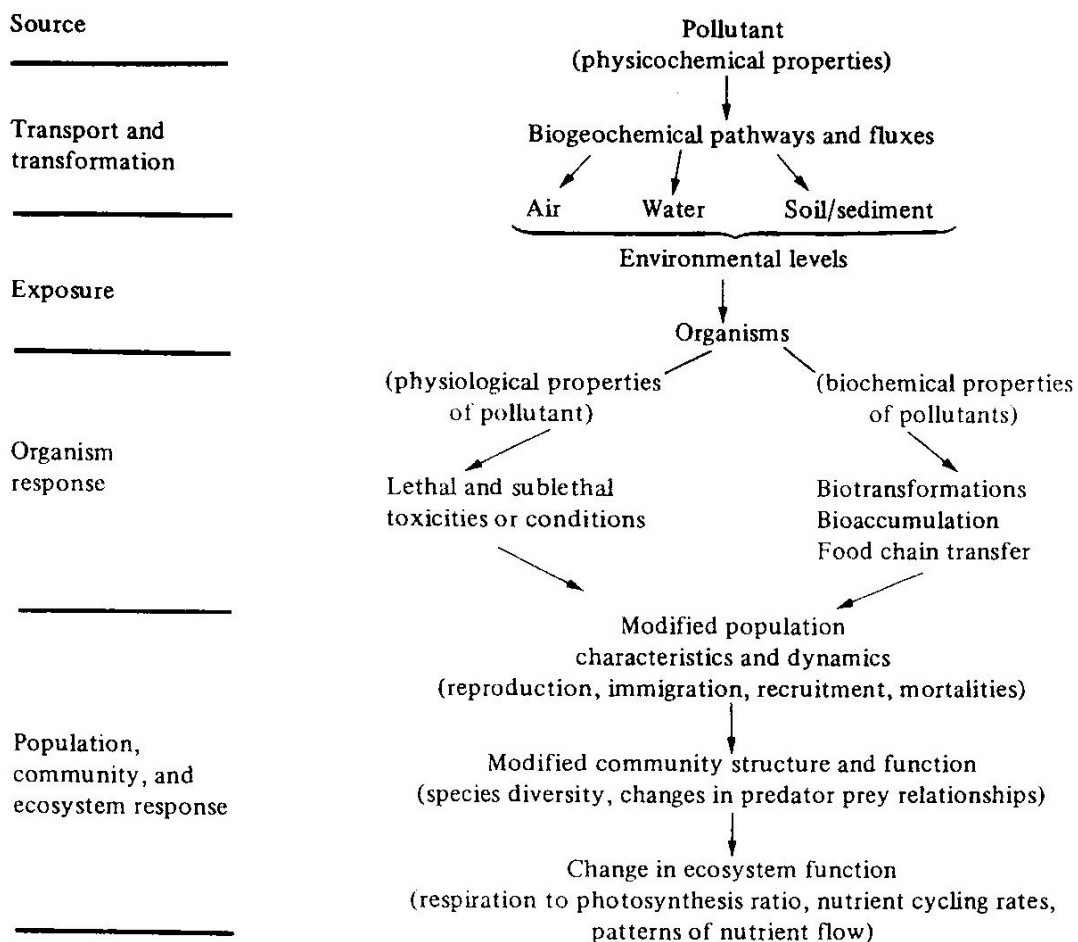 Source
Pollutant
(physicochemical properties)
Transport and
transformation
Biogeochemical pathways and fluxes
Air Water Soil/sediment
Environmental levels
Exposure
Organisms
(physiological properties
of pollutant)
(biochemical properties
of pollutants)
Organism
response
Lethal and sublethal
toxicities or conditions
Biotransformations
Bioaccumulation
Food chain transfer
Modified population
characteristics and dynamics
(reproduction, immigration, recruitment, mortalities)
Population,
community, and
ecosystem response
Modified community structure and function
(species diversity, changes in predator prey relationships)
Change in ecosystem function
(respiration to photosynthesis ratio, nutrient cycling rates,
patterns of nutrient flow)